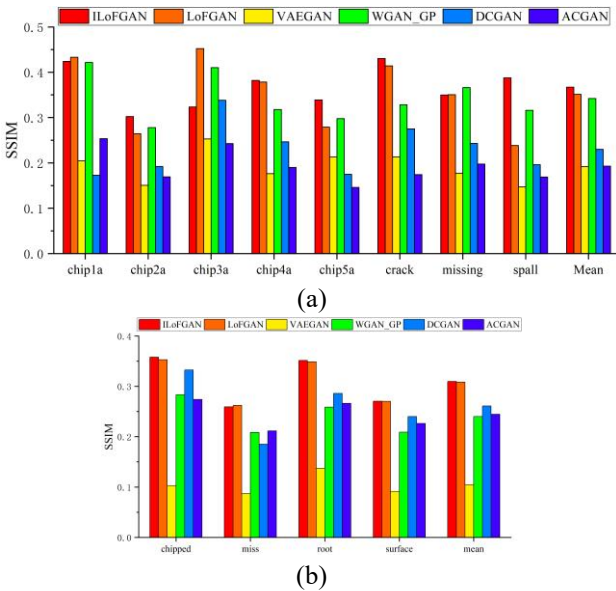 ILoFGAN LoFGAN VAEGAN WGAN_GP DCGAN ACGAN
0.5
0.4
0.3
0.2
0.1
0.0
SSIM
chip1a chip2a chip3a chip4a chip5a crack missing spall Mean
(a)
ILoFGAN LoFGAN VAEGAN WGAN_GP DCGAN ACGAN
0.4
0.3
0.2
0.1
0.0
SSIM
chipped miss root surface mean
(b)